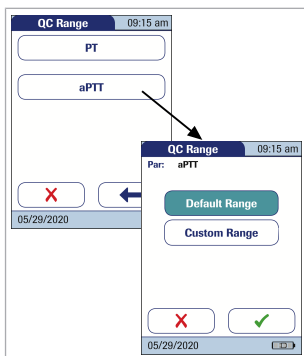 QC Range 09:15 am
PT
aPTT
05/29/2020
QC Range 09:15 am
Par: aPTT
Default Range
Custom Range
05/29/2020